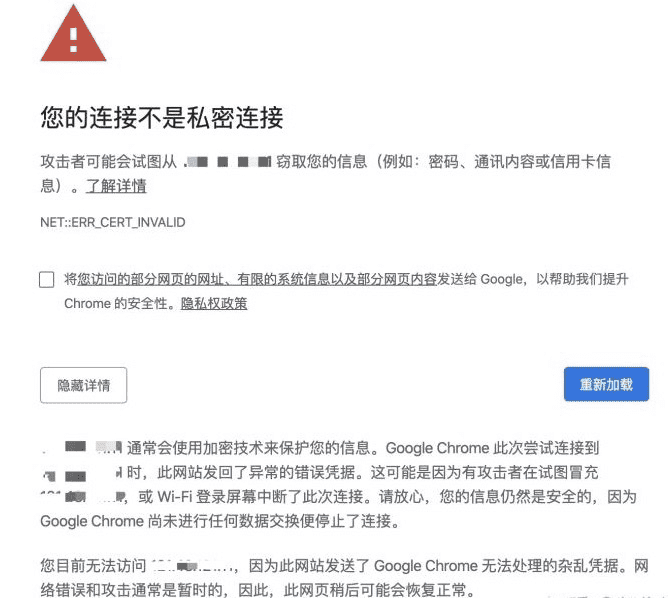 您的连接不是私密连接
攻击者可能会试图从 窃取您的信息（例如：密码、通讯内容或信用卡信
息）。了解详情
NET::ERR_CERT_INVALID
将您访问的部分网页的网址、有限的系统信息以及部分网页内容发送给 Google，以帮助我们提升
Chrome 的安全性。隐私权政策
隐藏详情
重新加载
通常会使用加密技术来保护您的信息。Google Chrome 此次尝试连接到
时，此网站发回了异常的错误凭据。这可能是因为有攻击者在试图冒充
，或 Wi-Fi 登录屏幕中断了此次连接。请放心，您的信息仍然是安全的，因为
Google Chrome 尚未进行任何数据交换便停止了连接。
您目前无法访问 ，因为此网站发送了 Google Chrome 无法处理的杂乱凭据。网
络错误和攻击通常是暂时的，因此，此网页稍后可能会恢复正常。